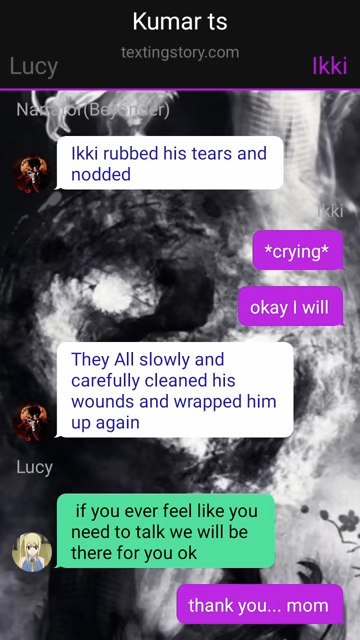 Kumar ts
textingstory.com
Lucy
Ikki
Narrator(Beyonder)
Ikki rubbed his tears and
nodded
Ikki
*crying*
okay I will
They All slowly and
carefully cleaned his
wounds and wrapped him
up again
Lucy
if you ever feel like you
need to talk we will be
there for you ok
thank you... mom